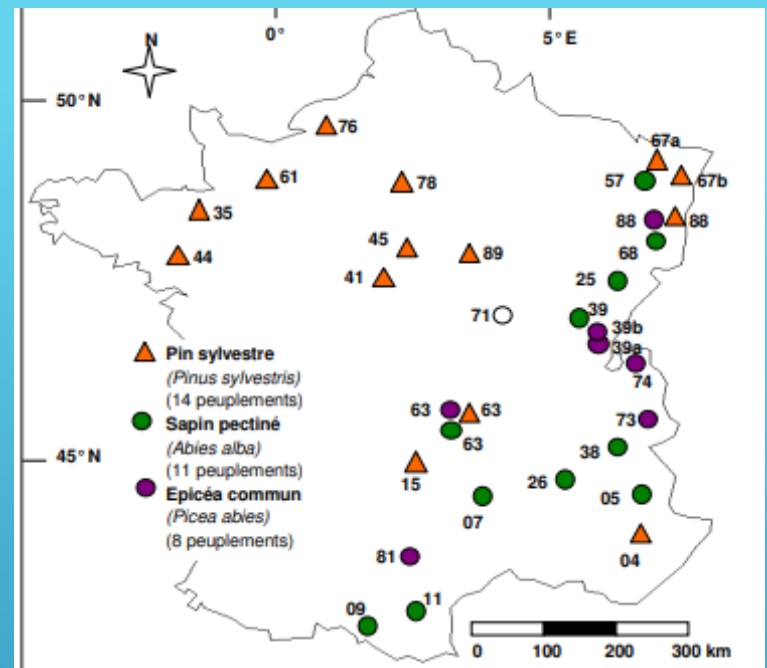 N
0°
5°E
50°N
76
67a
61
78
57
67b
35
88
88
45
89
68
44
41
25
71
39
39b
39a
Pin sylvestre
(Pinus sylvestris)
(14 peuplements)
74
63
63
73
Sapin pectiné
63
38
(Abies alba)
45°N
(11 peuplements)
15
26
05
Epicéa commun
07
(Picea abies)
04
(8 peuplements)
81
09
11
0 100 200 300 km